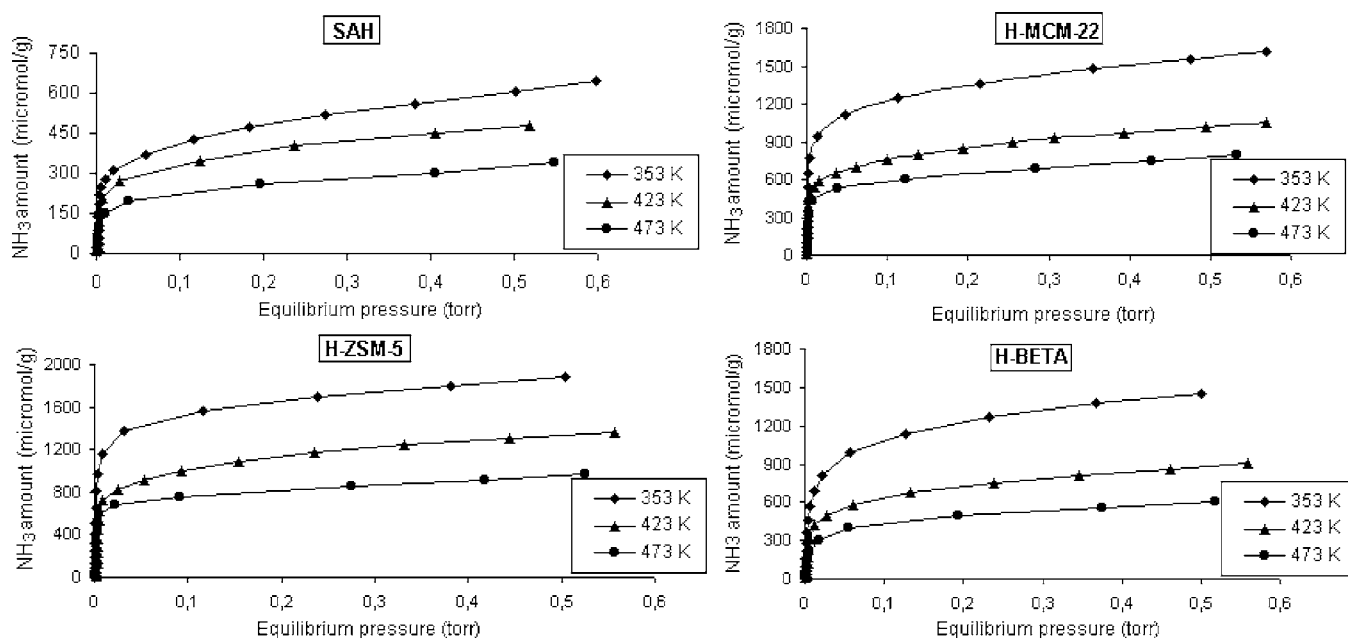 SAH
NH3 amount (micromol/g)
750
600
450
300
150
0
0 0,1 0,2 0,3 0,4 0,5 0,6
Equilibrium pressure (torr)
353 K
423 K
473 K
H-MCM-22
NH3 amount (micromol/g)
1800
1500
1200
900
600
300
0
0 0,1 0,2 0,3 0,4 0,5 0,6
Equilibrium pressure (torr)
353 K
423 K
473 K
H-ZSM-5
NH3 amount (micromol/g)
2000
1600
1200
800
400
0
0 0,1 0,2 0,3 0,4 0,5 0,6
Equilibrium pressure (torr)
353 K
423 K
473 K
H-BETA
NH3 amount (micromol/g)
1800
1500
1200
900
600
300
0
0 0,1 0,2 0,3 0,4 0,5 0,6
Equilibrium pressure (torr)
353 K
423 K
473 K